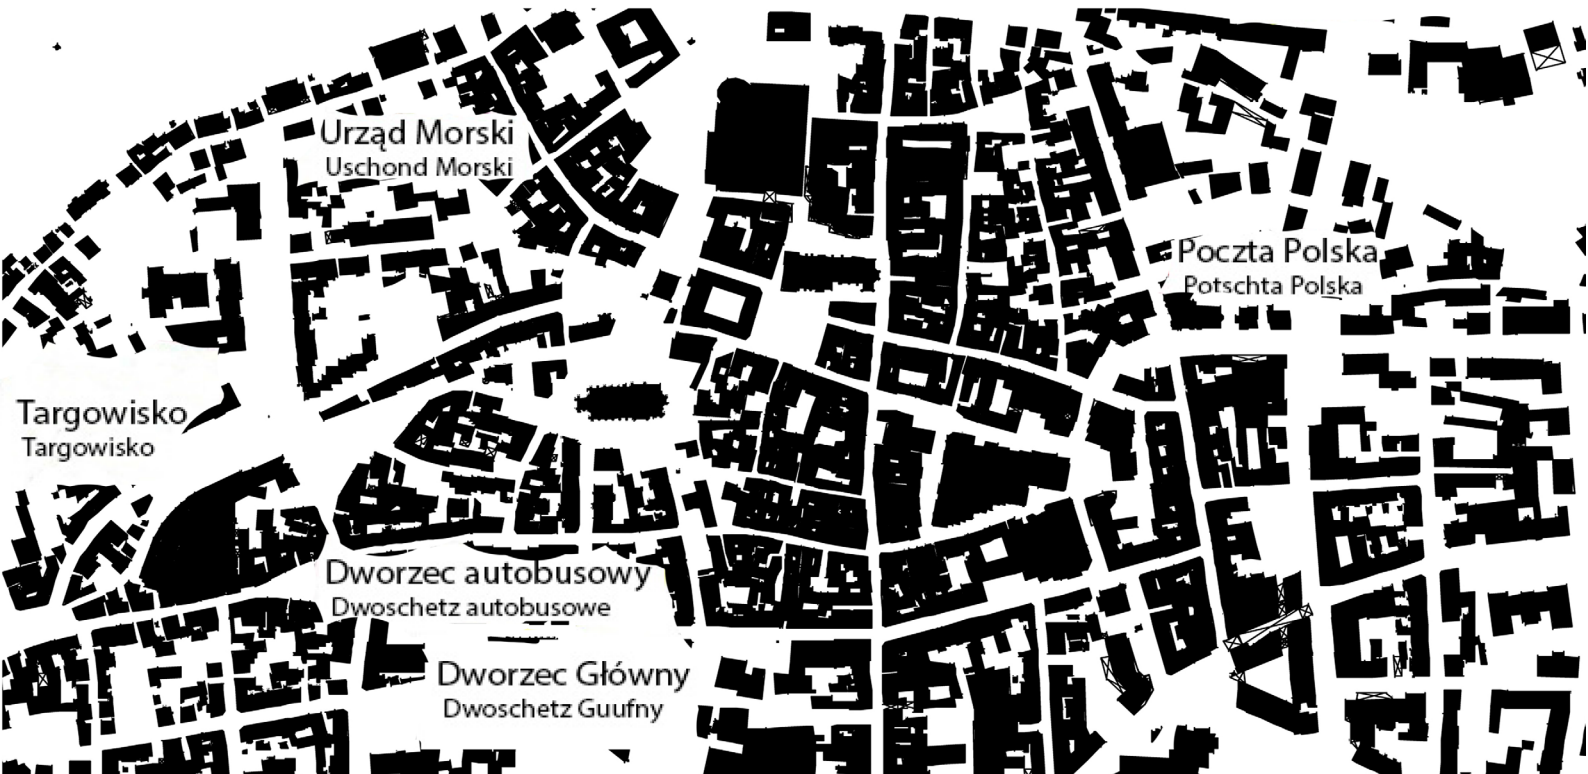 Urząd Morski
Uschond Morski
Poczta Polska
Potschta Polska
Targowisko
Targowisko
Dworzec autobusowy
Dwoschetz autobusowe
Dworzec Główny
Dwoschetz Guufny